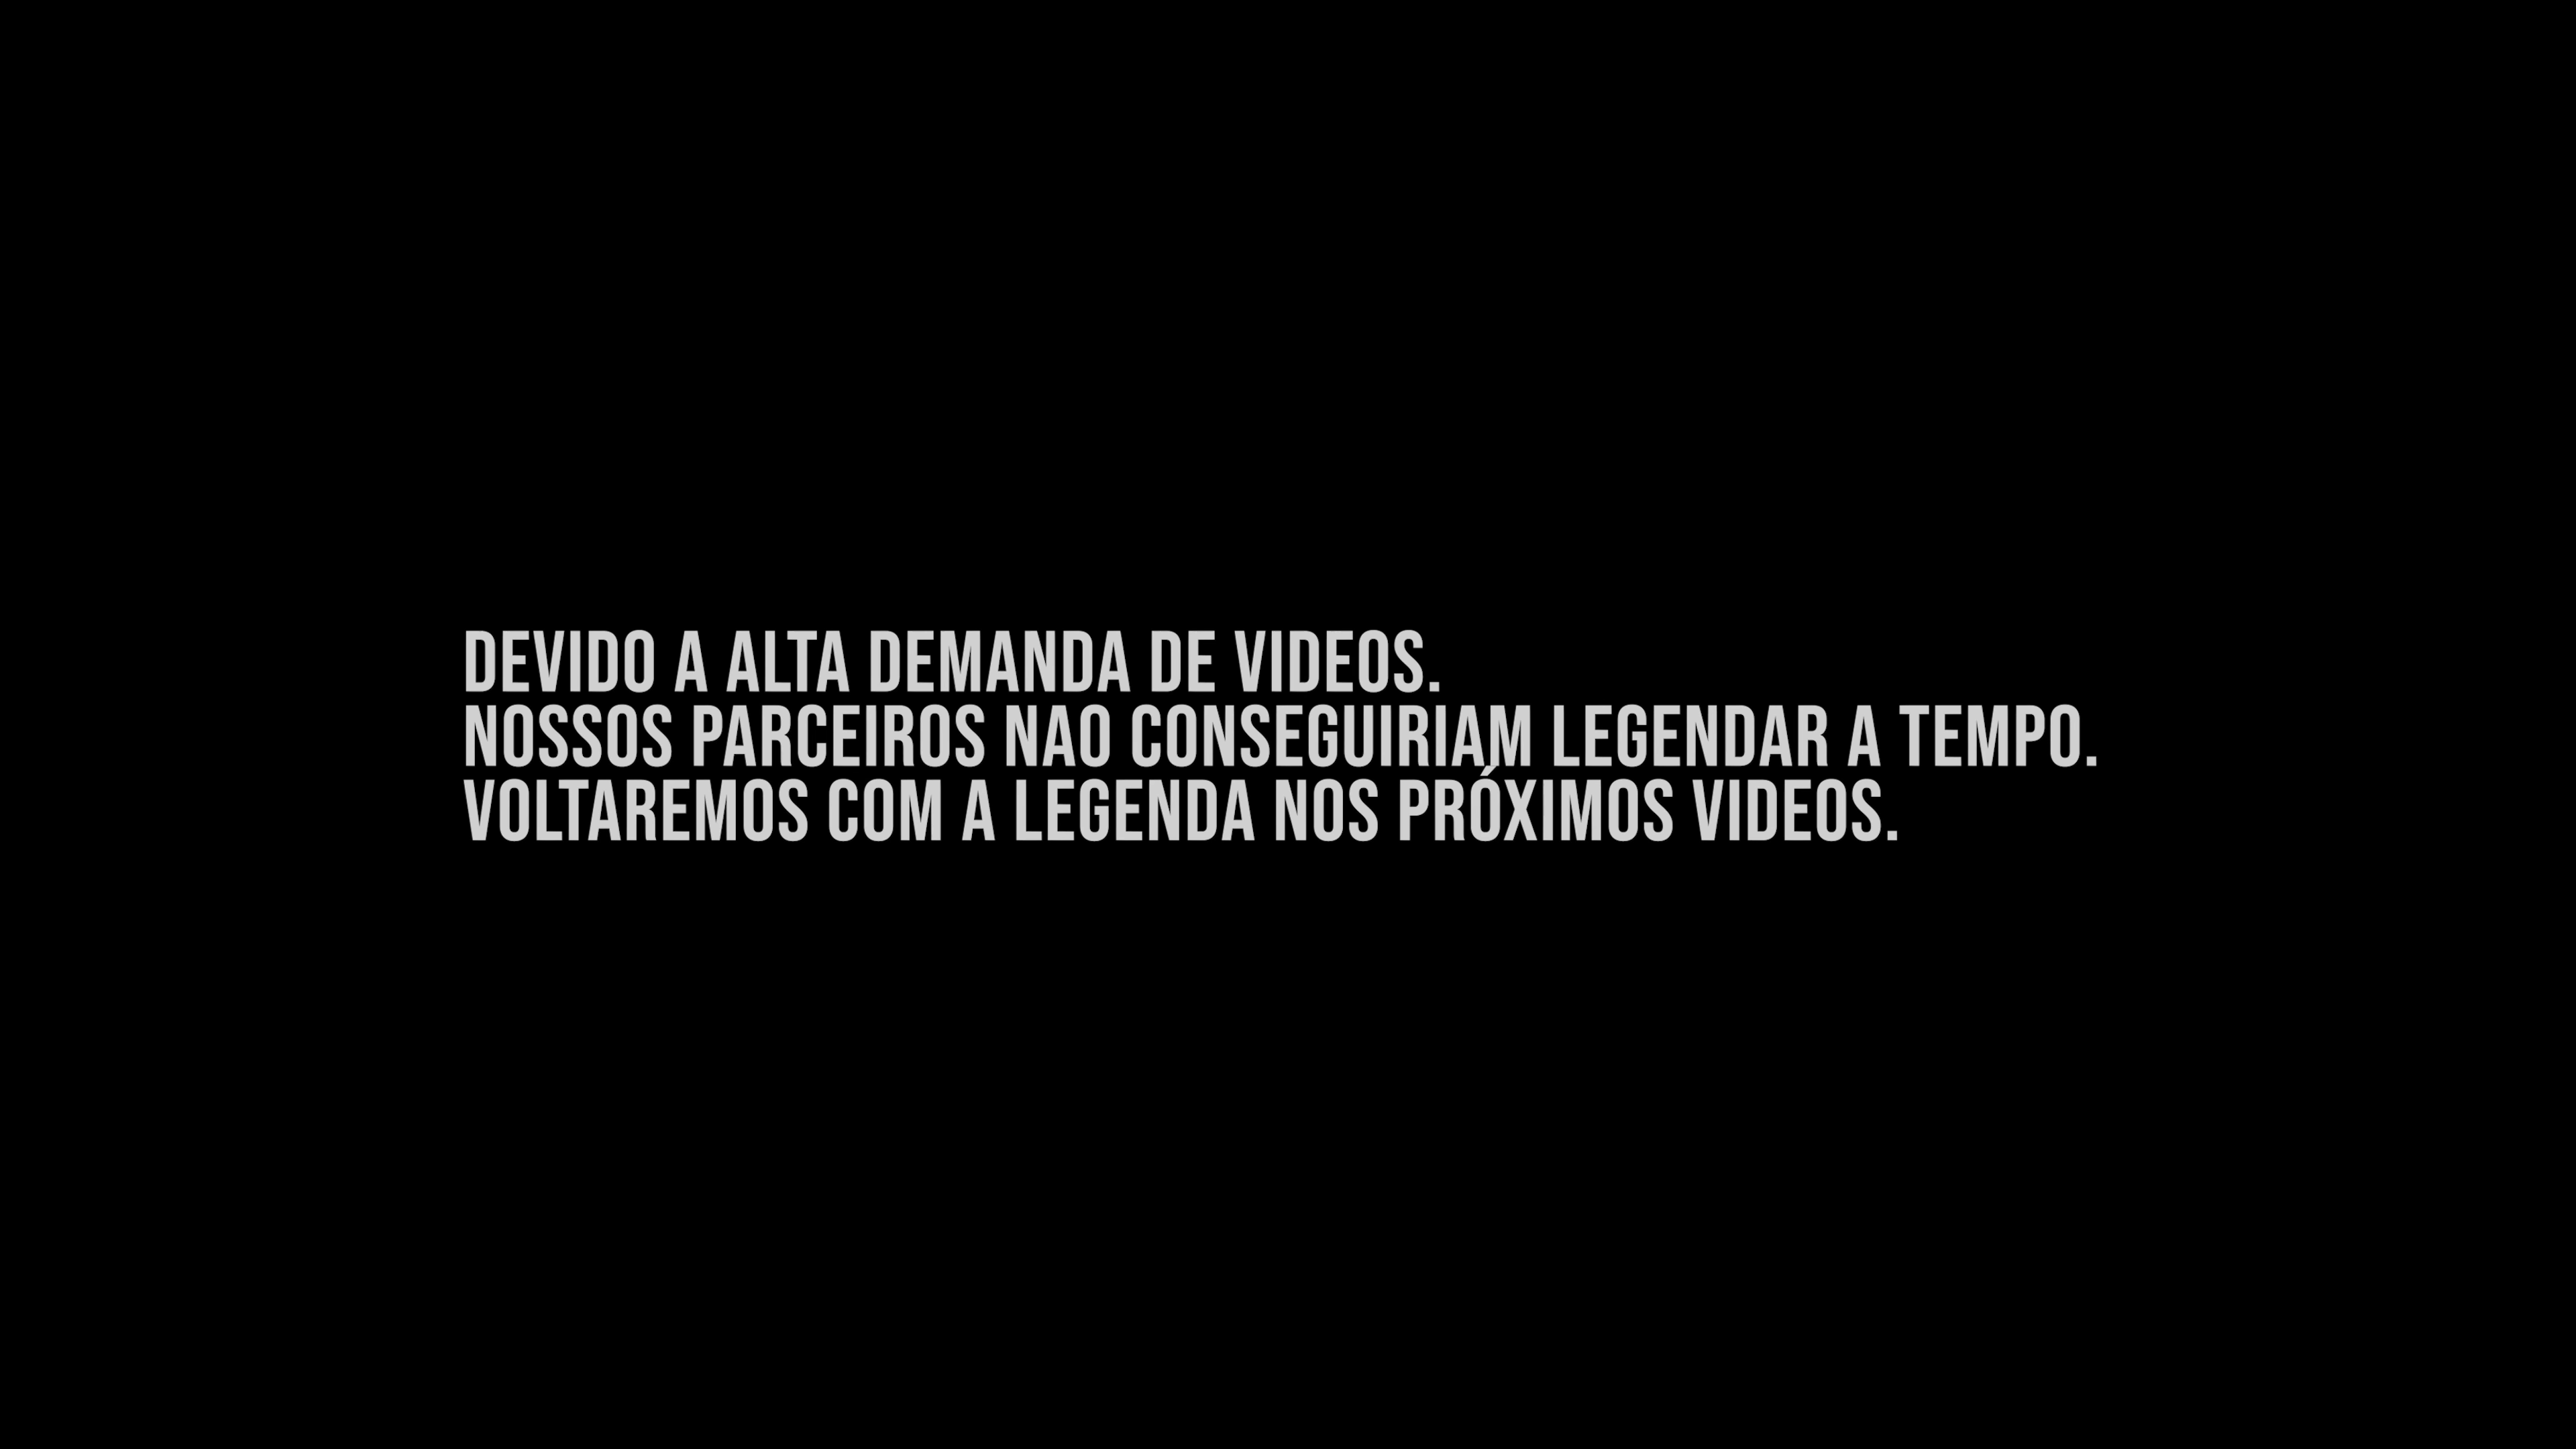 DEVIDO A ALTA DEMANDA DE VIDEOS.
NOSSOS PARCEIROS NAO CONSEGUIRIAM LEGENDAR A TEMPO.
VOLTAREMOS COM A LEGENDA NOS PRÓXIMOS VIDEOS.